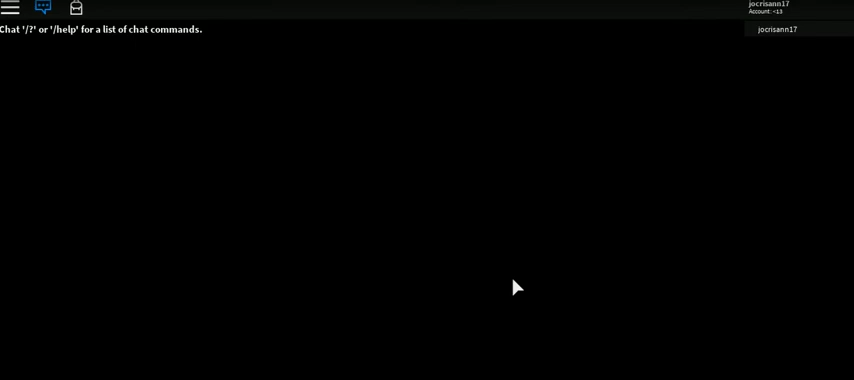 jocrisann17
Account: <13
Chat '/?' or '/help' for a list of chat commands.
jocrisann17